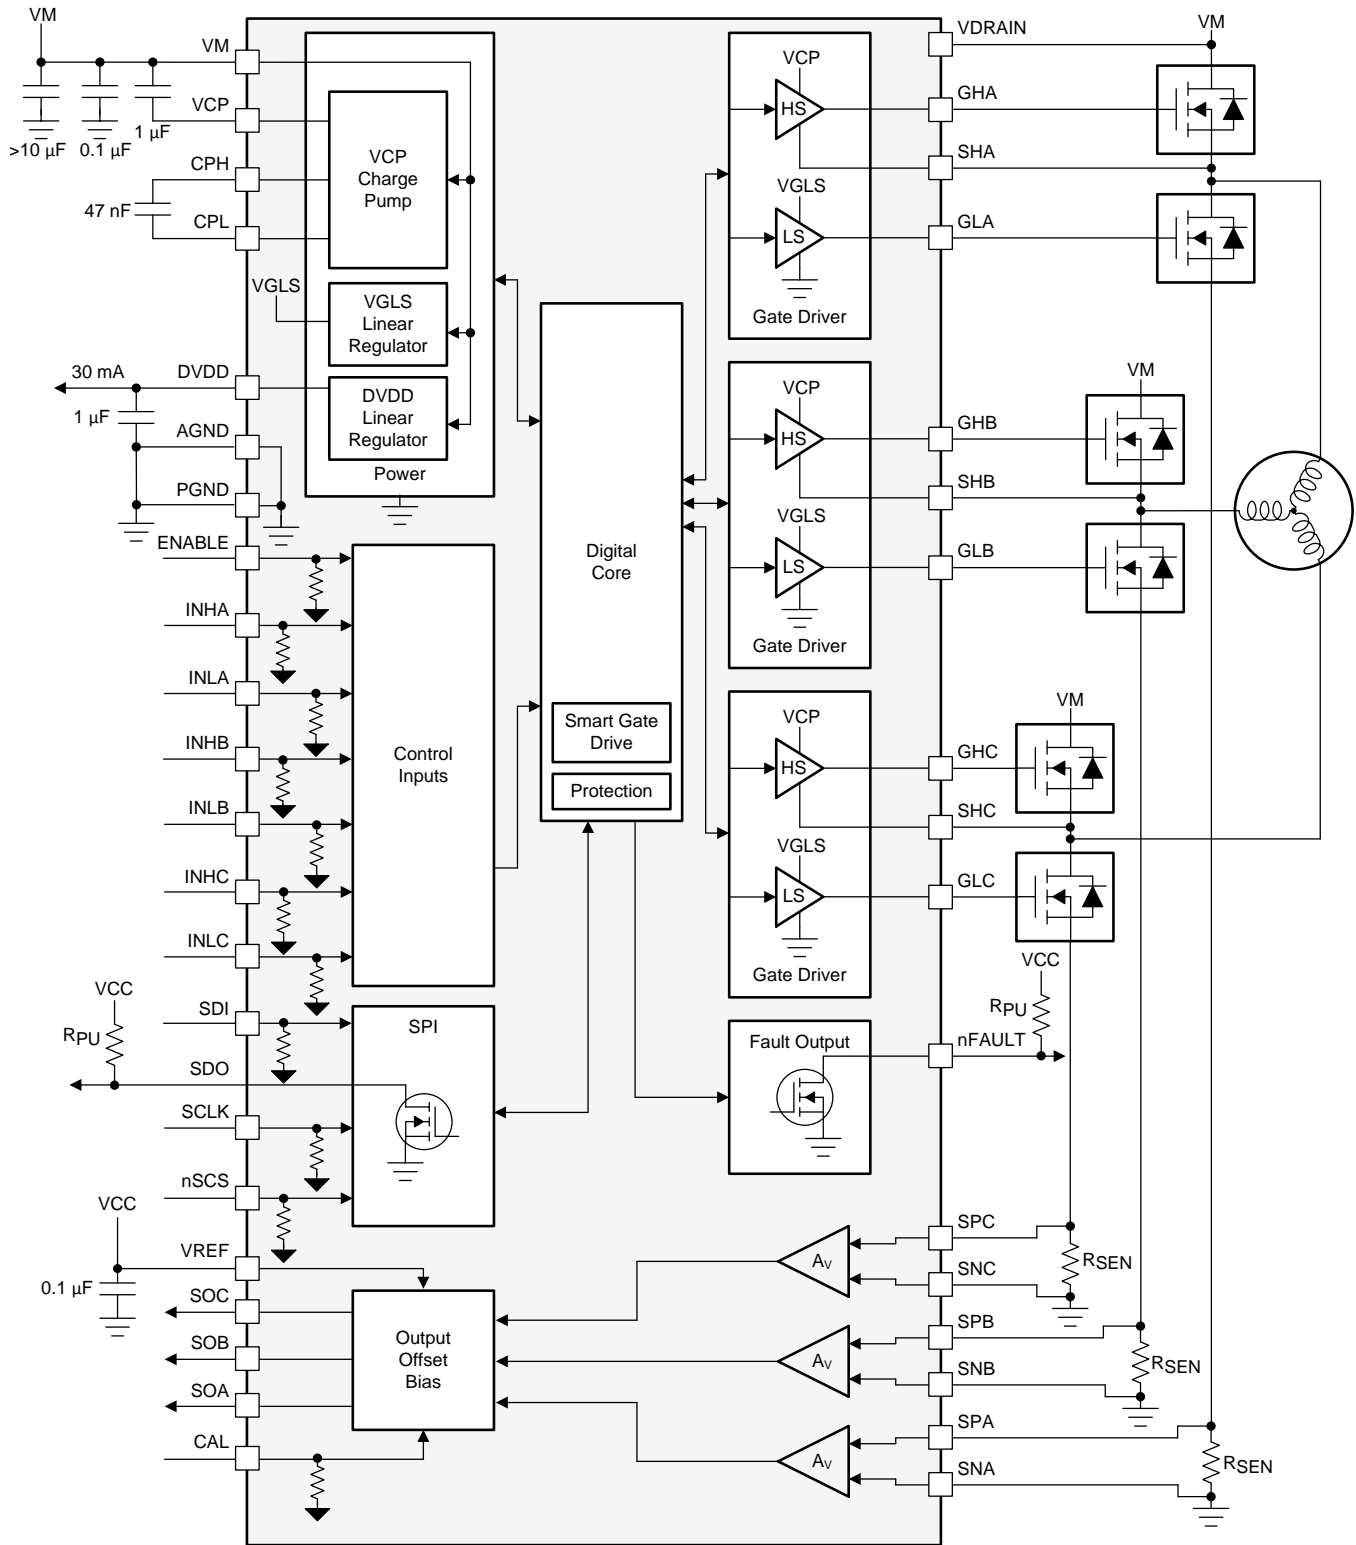 VM
VM
VCP
>10 µF
0.1 µF
1 µF
CPH
47 nF
CPL
VGLS
30 mA
DVDD
1 µF
AGND
PGND
ENABLE
INHA
INLA
INHB
INLB
INHC
INLC
VCC
SDI
RPU
SDO
SCLK
nSCS
VCC
VREF
0.1 µF
SOC
SOB
SOA
CAL
VCP
Charge
Pump
VGLS
Linear
Regulator
DVDD
Linear
Regulator
Power
Control
Inputs
SPI
Output
Offset
Bias
Digital
Core
Smart Gate
Drive
Protection
VCP
HS
VGLS
LS
Gate Driver
VCP
HS
VGLS
LS
Gate Driver
VCP
HS
VGLS
LS
Gate Driver
Fault Output
AV
AV
AV
VDRAIN
VM
GHA
SHA
GLA
VM
GHB
SHB
GLB
VM
GHC
SHC
GLC
VCC
RPU
nFAULT
SPC
SNC
RSEN
SPB
SNB
RSEN
SPA
SNA
RSEN